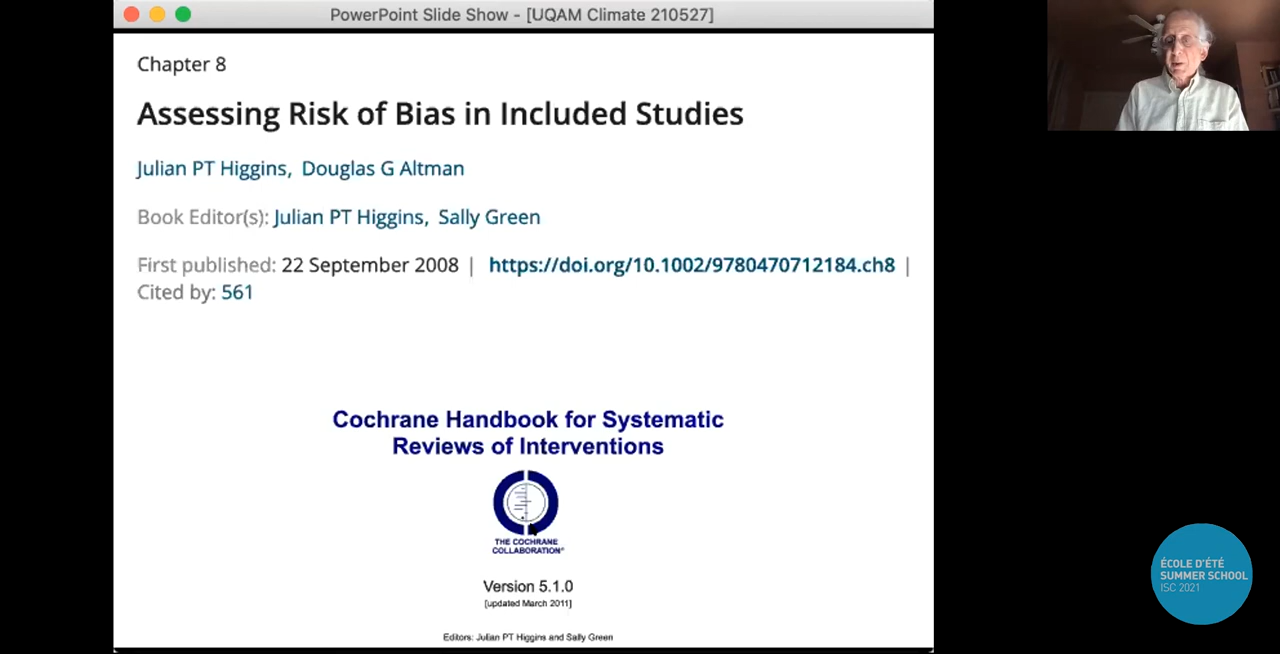 PowerPoint Slide Show - [UQAM Climate 210527]
Chapter 8
Assessing Risk of Bias in Included Studies
Julian PT Higgins, Douglas G Altman
Book Editor(s): Julian PT Higgins, Sally Green
First published: 22 September 2008 | https://doi.org/10.1002/9780470712184.ch8 |
Cited by: 561
Cochrane Handbook for Systematic
Reviews of Interventions
THE COCHRANE
COLLABORATION®
Version 5.1.0
[updated March 2011]
Editors: Julian PT Higgins and Sally Green
ÉCOLE D'ÉTÉ
SUMMER SCHOOL
ISC 2021